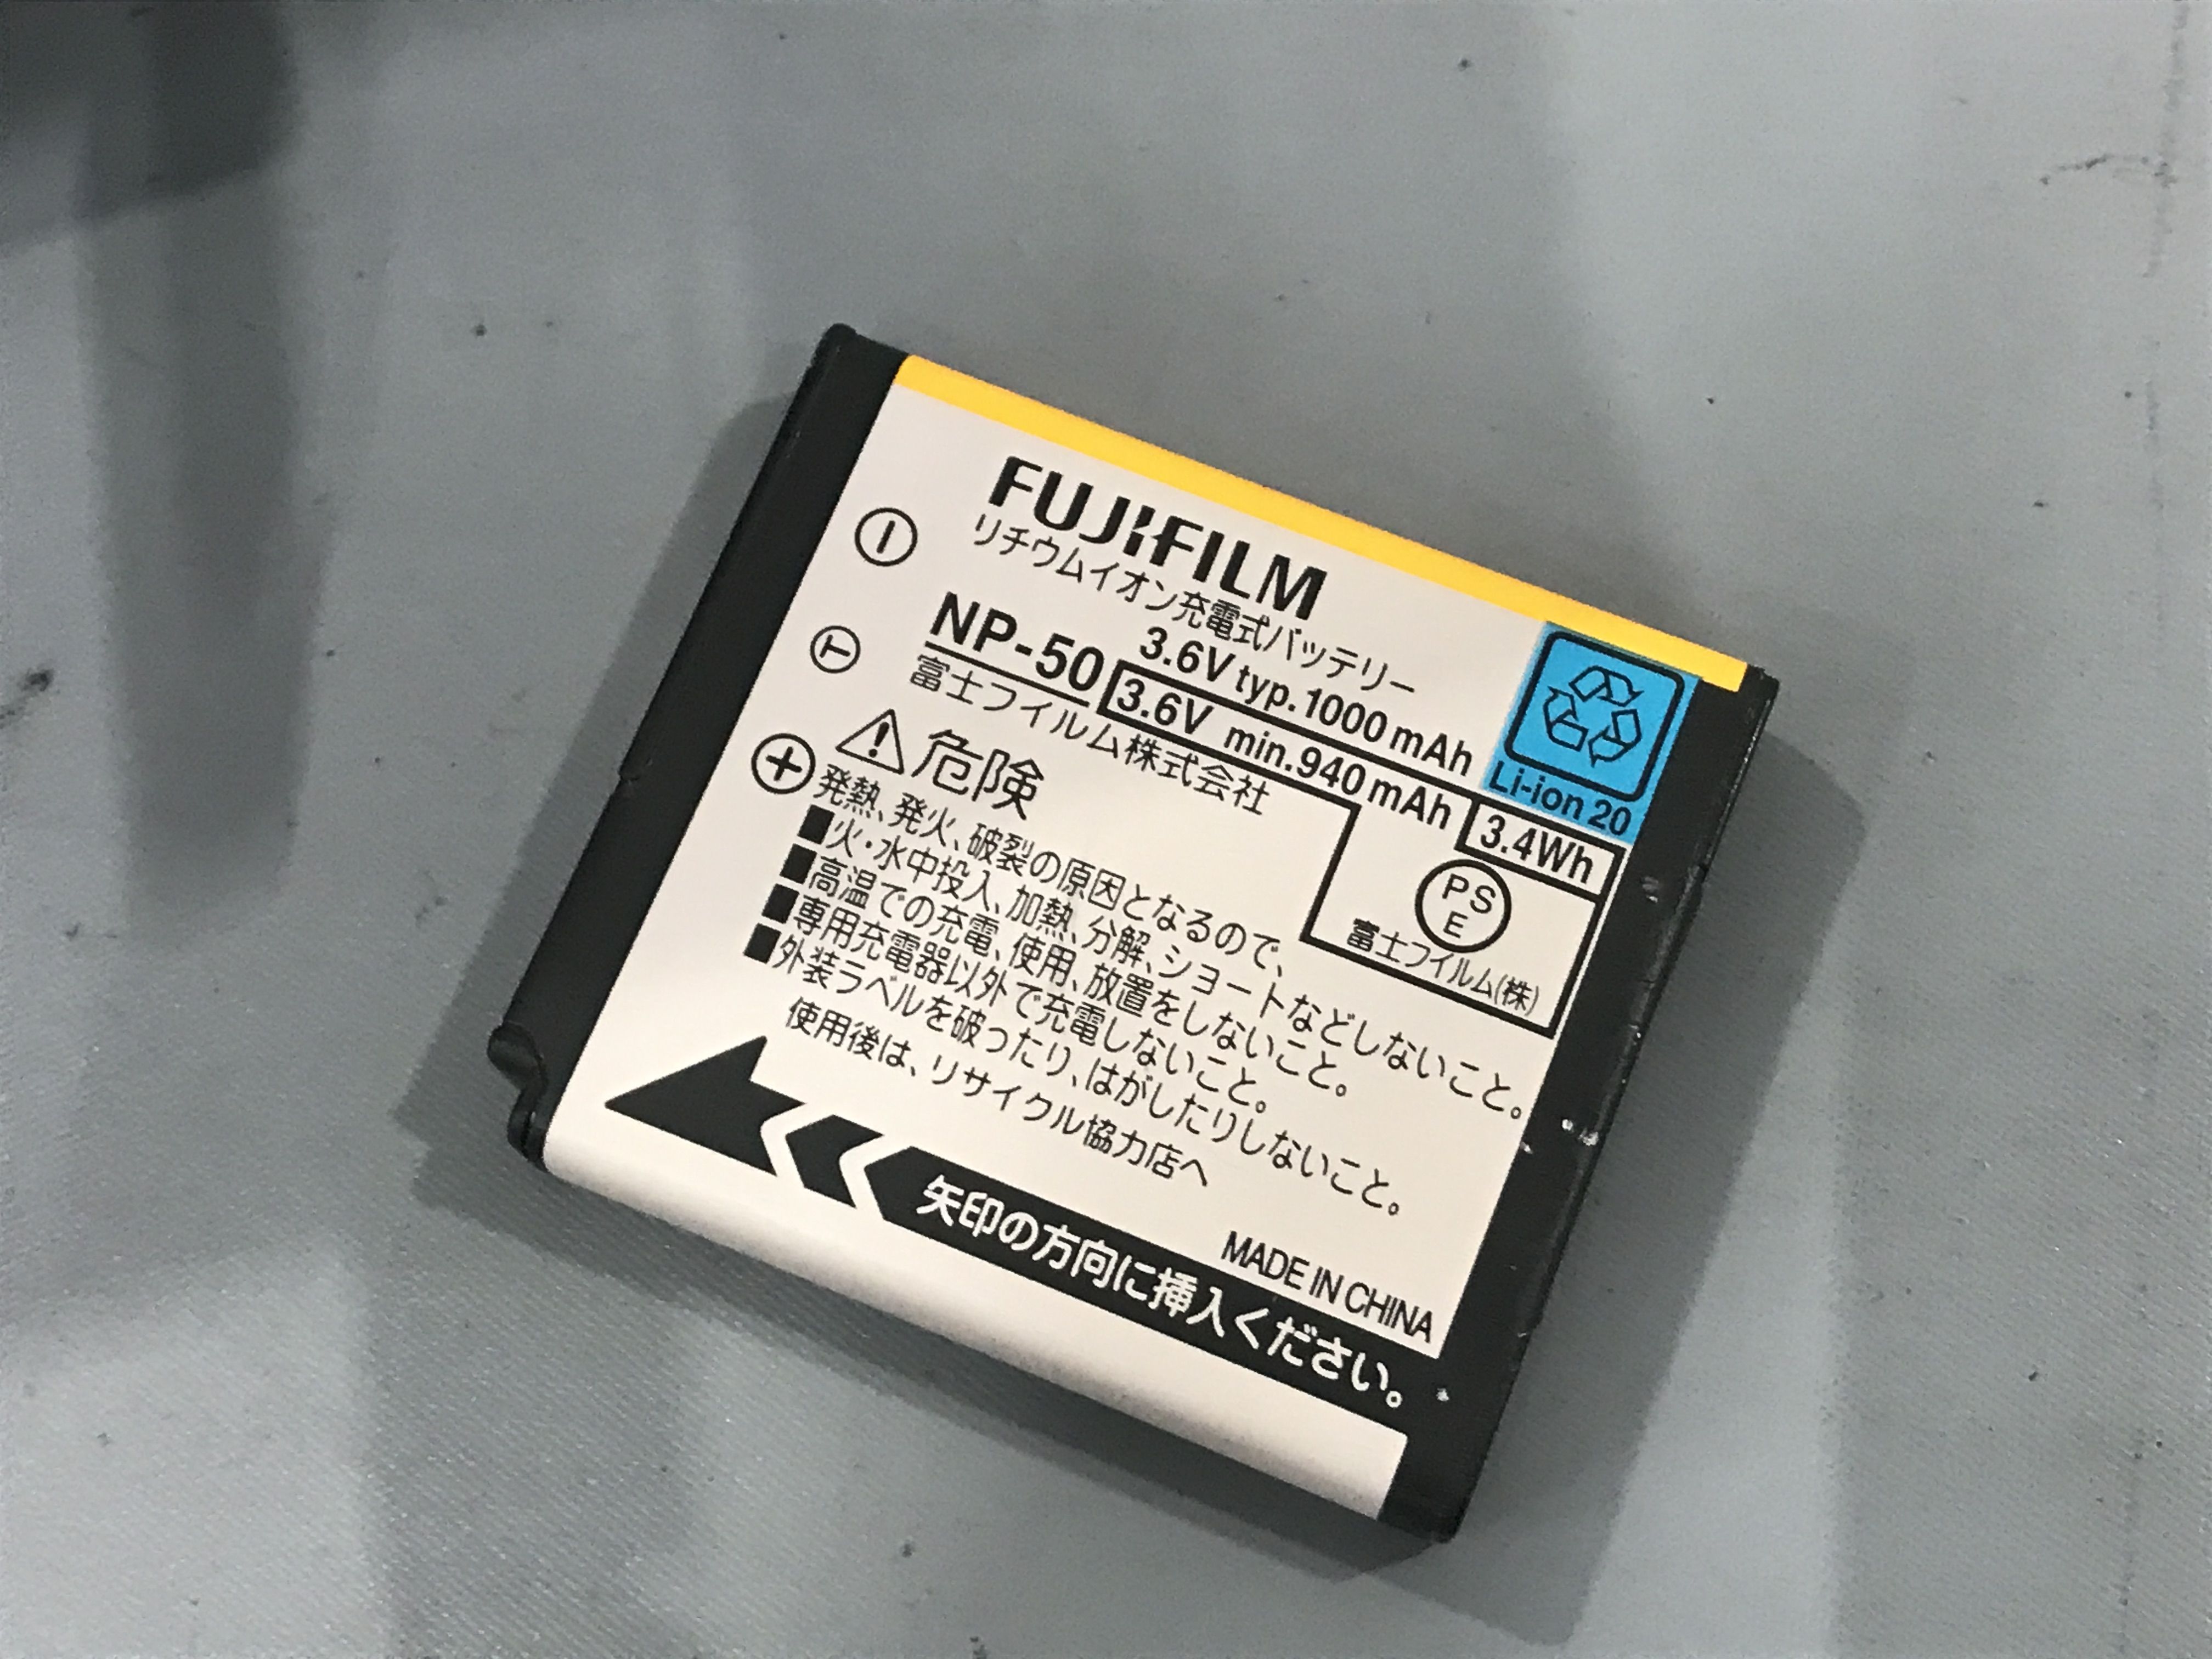 FUJIFILM
リチウムイオン充電式バッテリー
NP-50
3.6V typ.1000mAh
3.6V min.940mAh
3.4Wh
Li-ion 20
富士フイルム株式会社
PS
E
富士フイルム(株)
− T +
危険
発熱、発火、破裂の原因となるので、
■火・水中投入、加熱、分解、ショートなどしないこと。
■高温での充電、使用、放置をしないこと。
■専用充電器以外で充電しないこと。
■外装ラベルを破ったり、はがしたりしないこと。
使用後は、リサイクル協力店へ
MADE IN CHINA
矢印の方向に挿入ください。